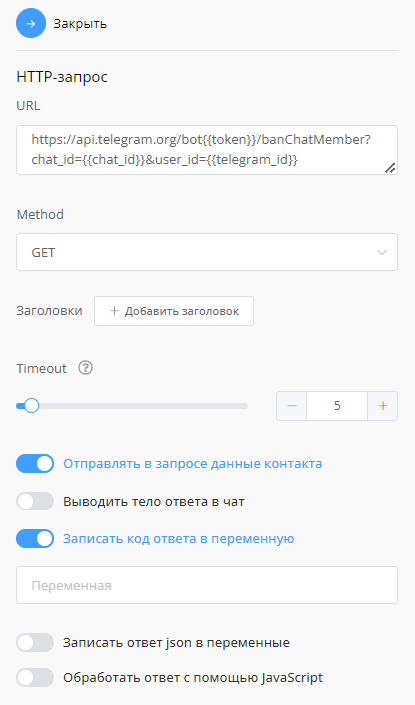 Закрыть
HTTP-запрос
URL
https://api.telegram.org/bot{{token}}/banChatMember?
chat_id={{chat_id}}&user_id={{telegram_id}}
Method
GET
Заголовки + Добавить заголовок
Timeout ?
− 5 +
Отправлять в запросе данные контакта
Выводить тело ответа в чат
Записать код ответа в переменную
Переменная
Записать ответ json в переменные
Обработать ответ с помощью JavaScript